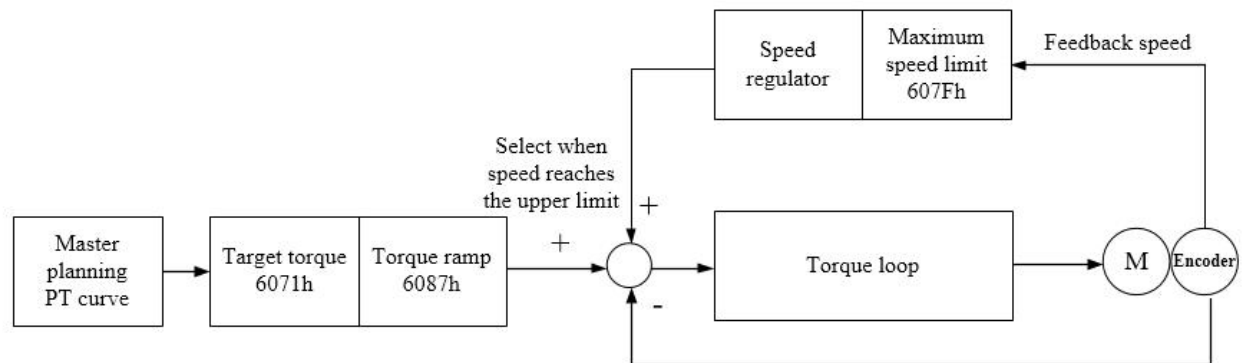 Speed
regulator
Maximum
speed limit
607Fh
Feedback speed
Select when
speed reaches
the upper limit
+
+
-
Master
planning
PT curve
Target torque
6071h
Torque ramp
6087h
Torque loop
M
Encoder